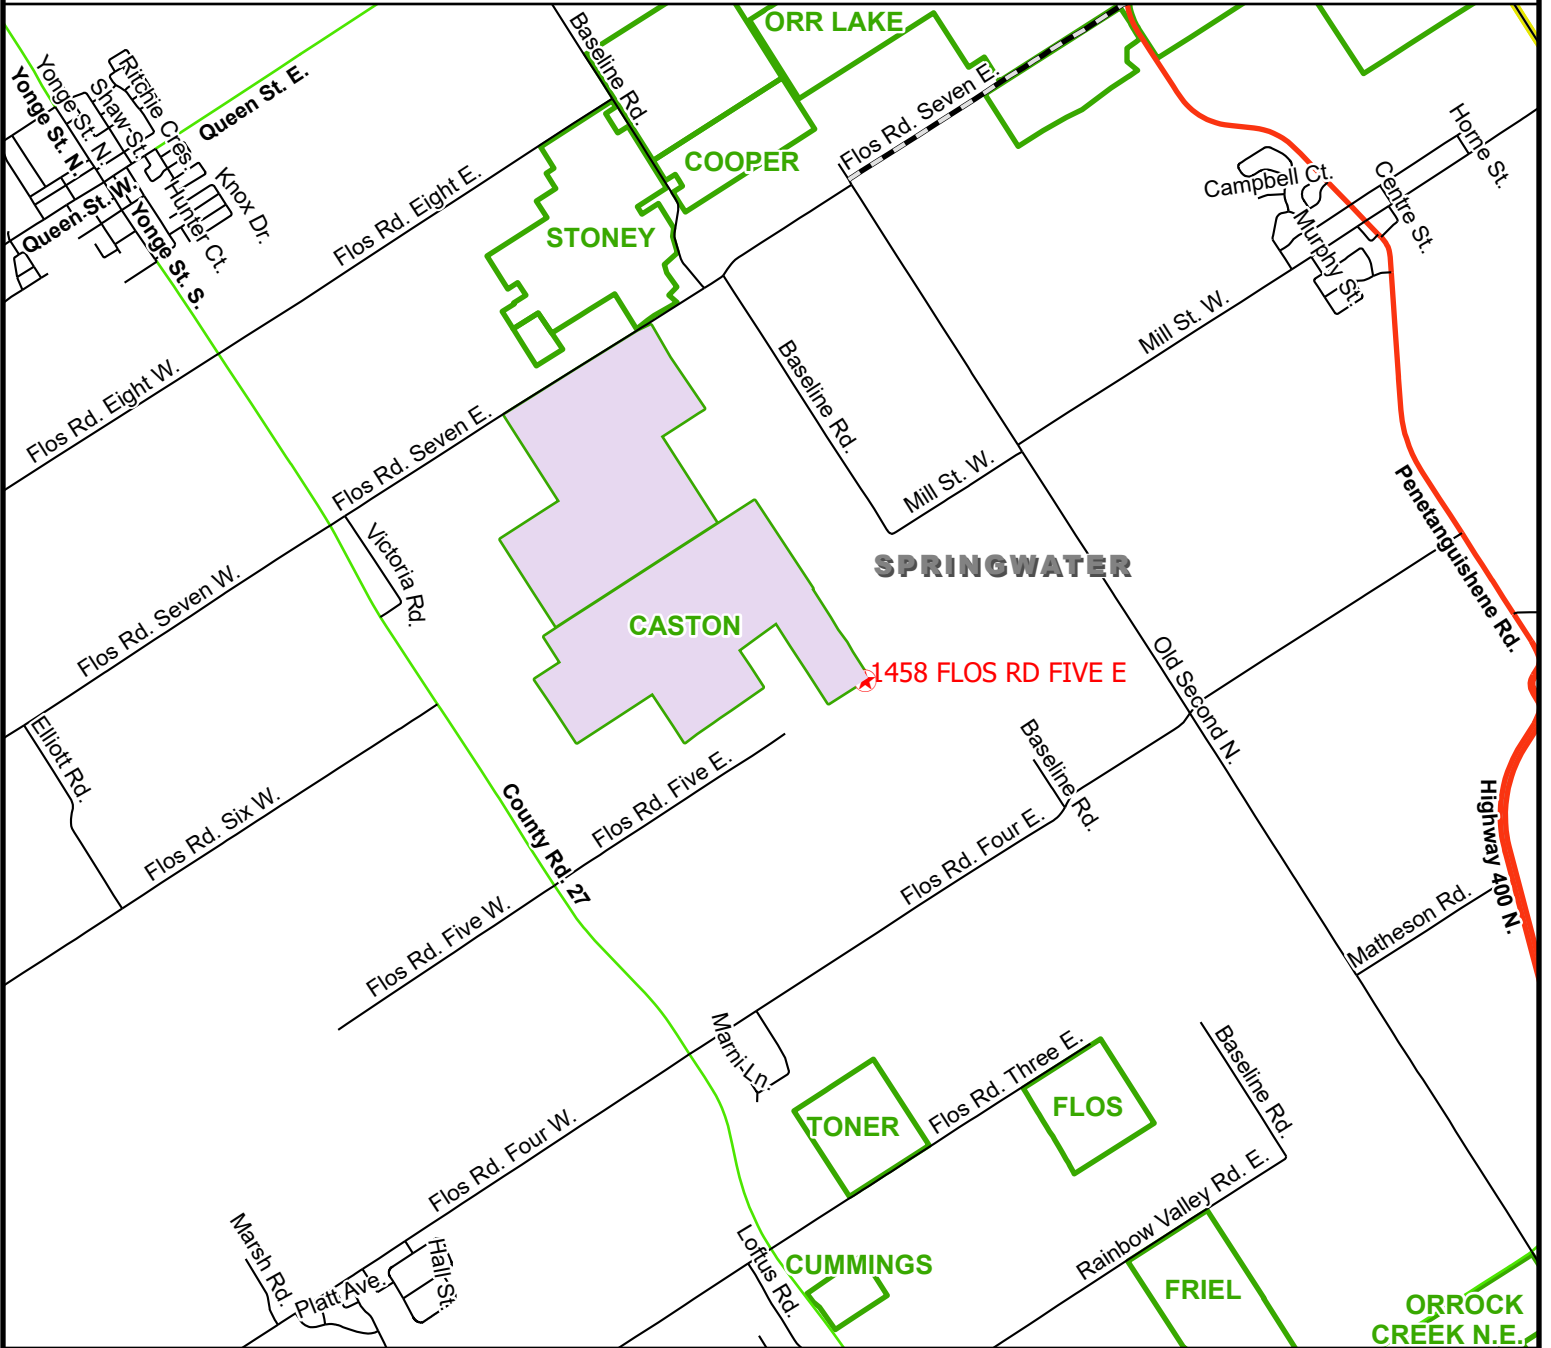 ORR LAKE
Baseline Rd.
Ritchie Cres.
Yonge St. N.
Yonge St. N.
Shaw St.
Queen St. E.
Flos Rd. Seven E.
Horne St.
COOPER
Campbell Ct.
Centre St.
Knox Dr.
Hunter Ct.
Queen St. W.
Yonge St. S.
Flos Rd. Eight E.
STONEY
Murphy St.
Mill St. W.
Baseline Rd.
Flos Rd. Eight W.
Flos Rd. Seven E.
Mill St. W.
Penetanguishene Rd.
Victoria Rd.
SPRINGWATER
Flos Rd. Seven W.
CASTON
1458 FLOS RD FIVE E
Old Second N.
Elliott Rd.
Baseline Rd.
Flos Rd. Five E.
County Rd. 27
Flos Rd. Six W.
Flos Rd. Four E.
Highway 400 N.
Matheson Rd.
Flos Rd. Five W.
Marni Ln.
Flos Rd. Three E.
Baseline Rd.
FLOS
TONER
Flos Rd. Four W.
Rainbow Valley Rd. E.
Marsh Rd.
Hall St.
Platt Ave.
Loftus Rd.
CUMMINGS
FRIEL
ORROCK
CREEK N.E.